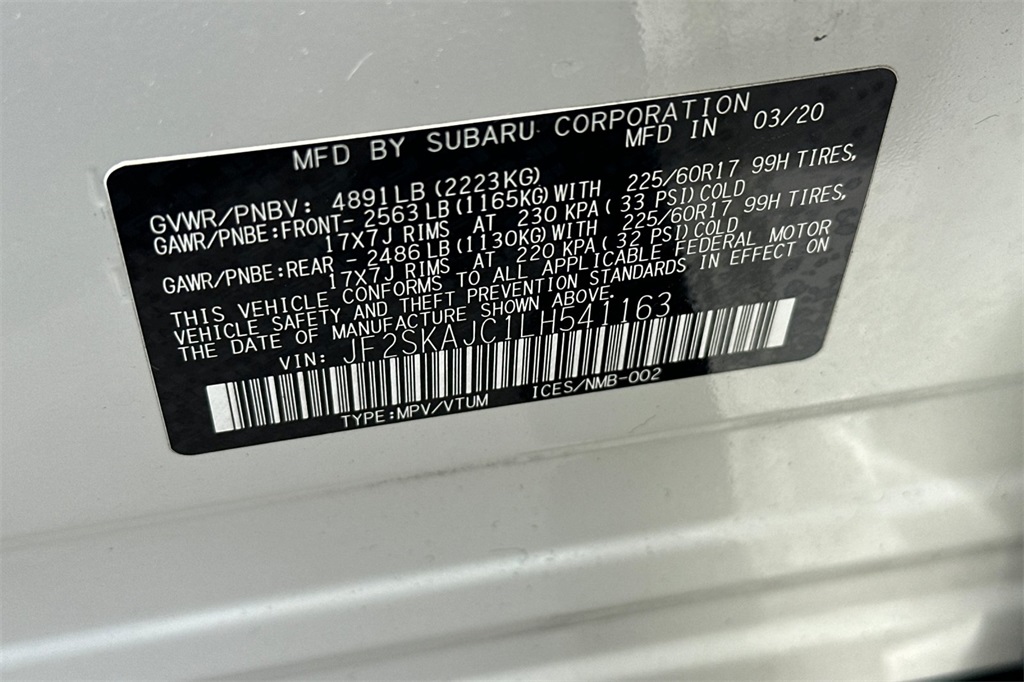 MFD BY SUBARU CORPORATION
MFD IN 03/20
GVWR/PNBV: 4891LB (2223KG)
GAWR/PNBE:FRONT- 2563LB(1165KG)WITH 225/60R17 99H TIRES,
17X7J RIMS AT 230 KPA(33 PSI)COLD
GAWR/PNBE:REAR - 2486LB(1130KG)WITH 225/60R17 99H TIRES,
17X7J RIMS AT 220 KPA(32 PSI)COLD
THIS VEHICLE CONFORMS TO ALL APPLICABLE FEDERAL MOTOR
VEHICLE SAFETY AND THEFT PREVENTION STANDARDS IN EFFECT ON
THE DATE OF MANUFACTURE SHOWN ABOVE.
VIN: JF2SKAJC1LH541163
TYPE:MPV/VTUM ICES/NMB-002